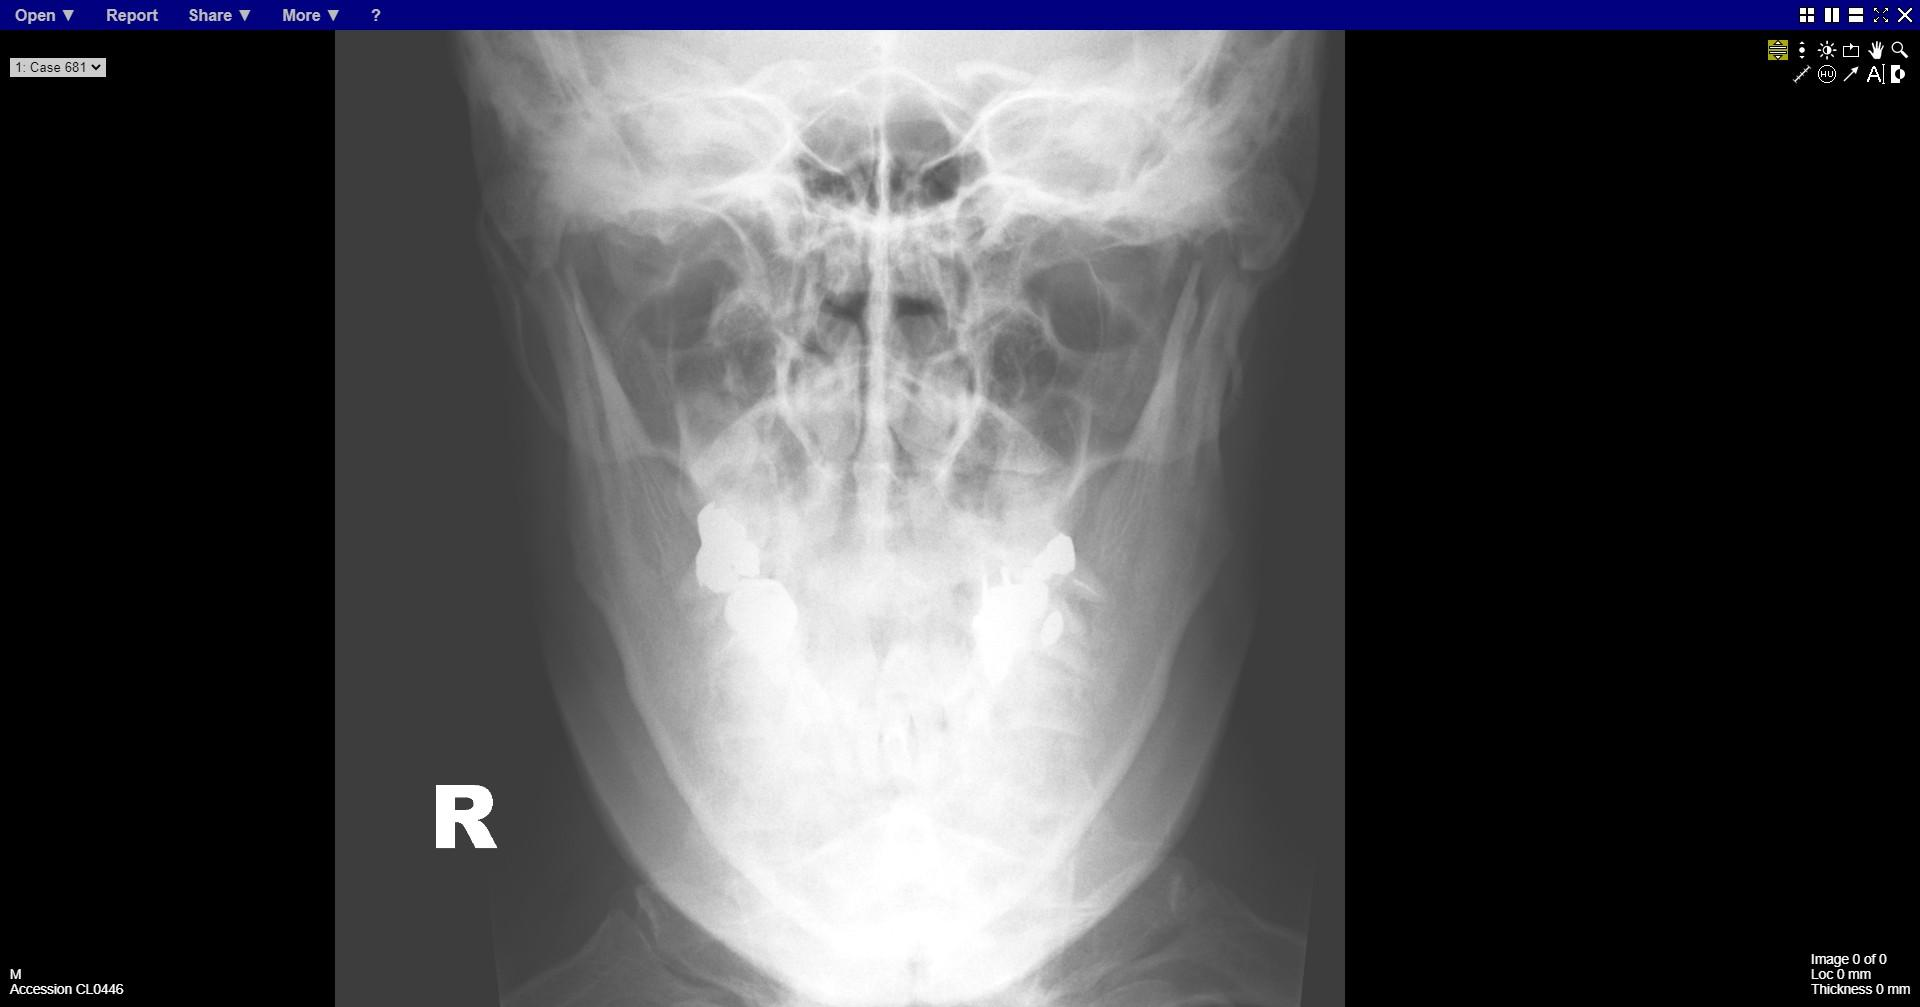 Open ▼ Report Share ▼ More ▼ ?
1: Case 681
HU
A
R
M
Accession CL0446
Image 0 of 0
Loc 0 mm
Thickness 0 mm